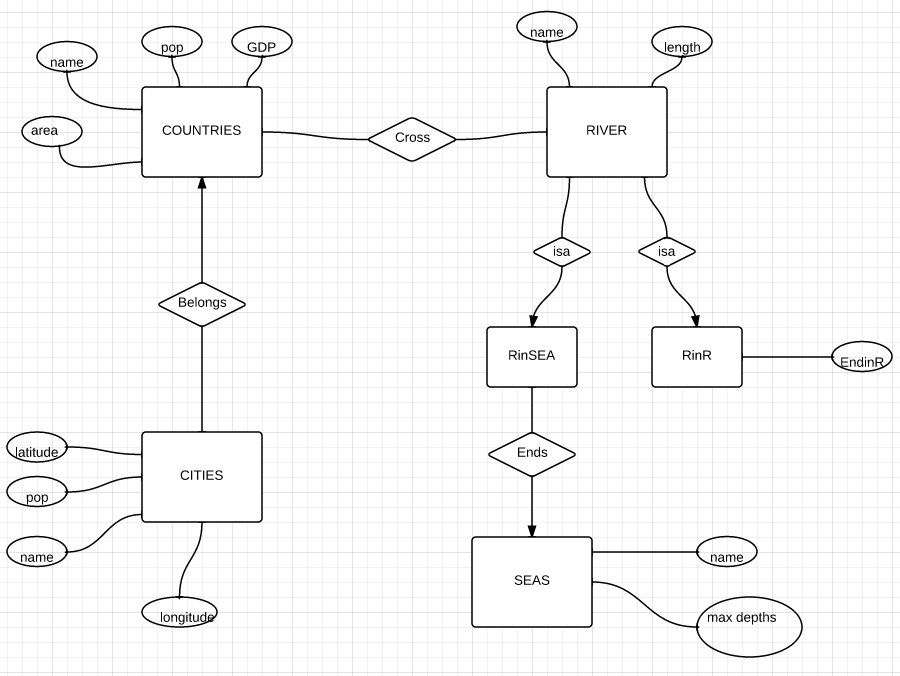 name
pop
GDP
name
length
area
COUNTRIES
Cross
RIVER
isa
isa
Belongs
RinSEA
RinR
EndinR
latitude
pop
name
CITIES
longitude
Ends
SEAS
name
max depths